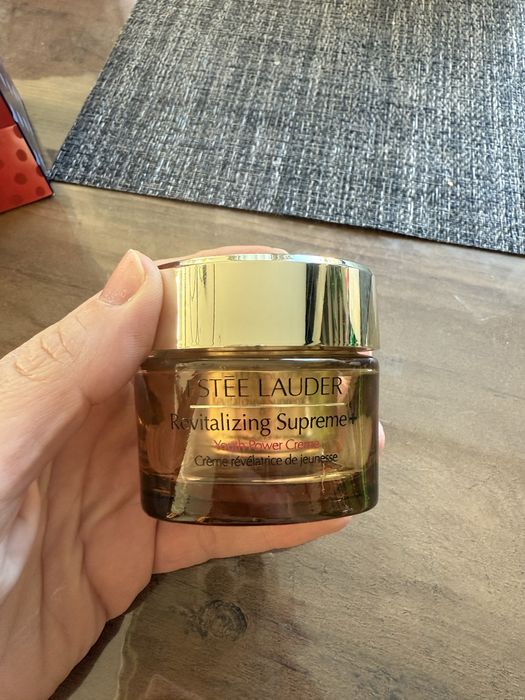 ESTĒE LAUDER
Revitalizing Supreme+
Youth Power Creme
Crème révélatrice de jeunesse